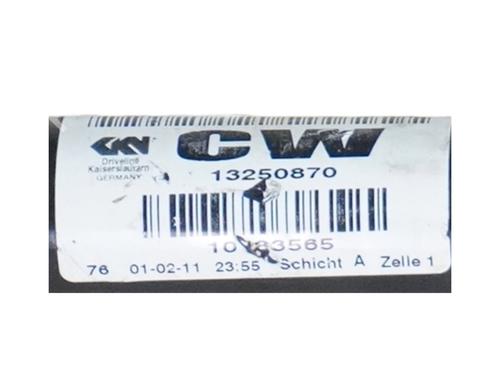 GKN CW
Driveline
Kaiserslautern
GERMANY
13250870
76 01-02-11 23:55 Schicht A Zelle 1